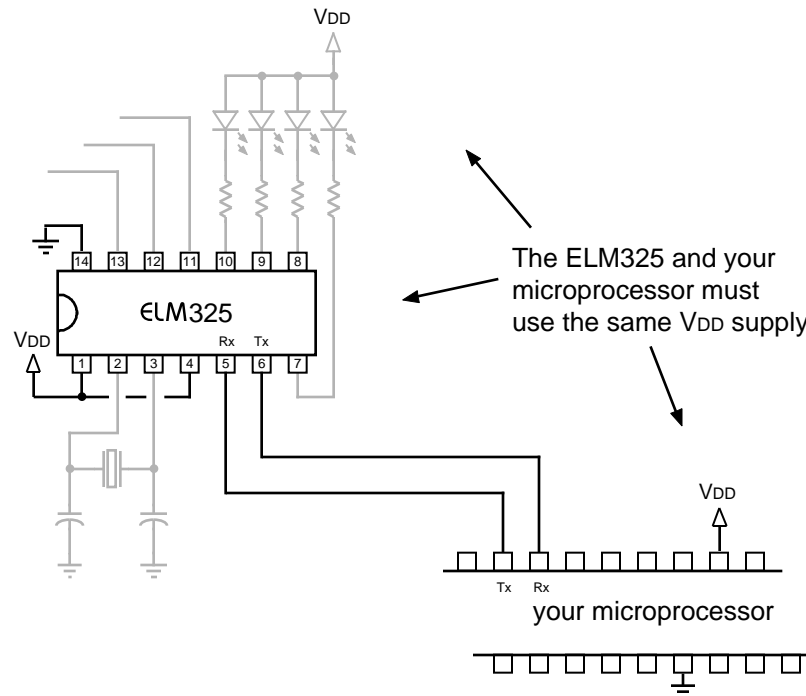 VDD
14 13 12 11 10 9 8
The ELM325 and your
microprocessor must
use the same VDD supply
ELM325
VDD
Rx Tx
1 2 3 4 5 6 7
VDD
Tx Rx
your microprocessor